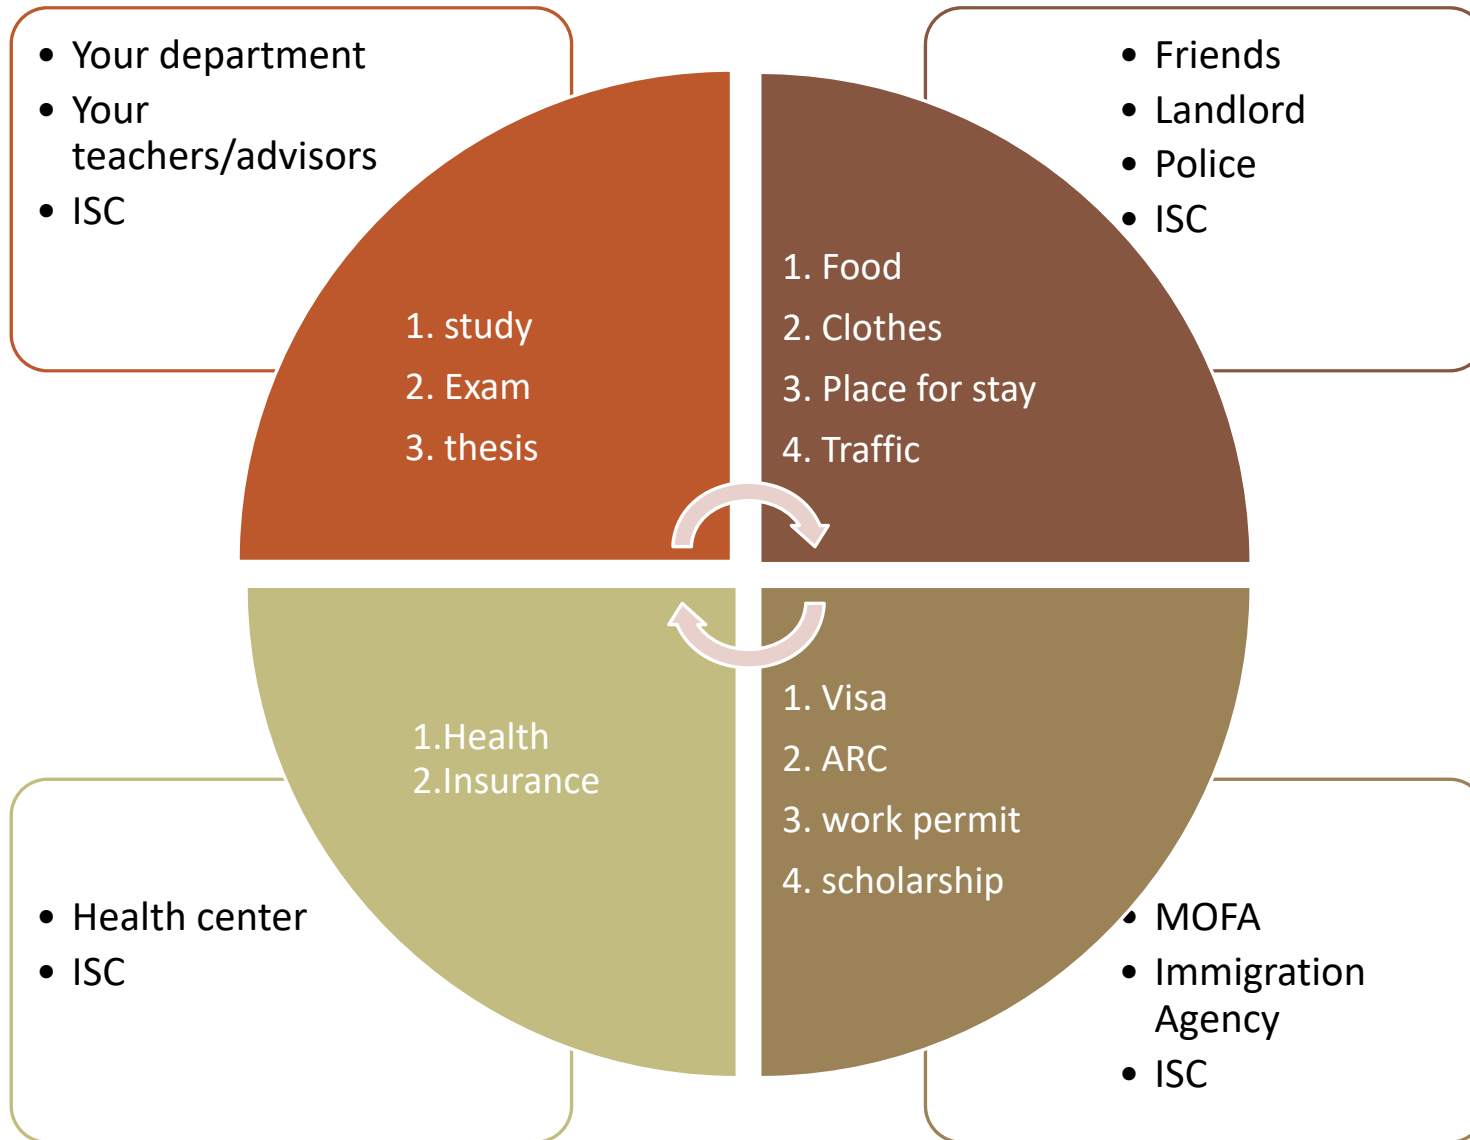 • Your department
• Your
teachers/advisors
• ISC
• Friends
• Landlord
• Police
• ISC
1. study
2. Exam
3. thesis
1. Food
2. Clothes
3. Place for stay
4. Traffic
1.Health
2.Insurance
1. Visa
2. ARC
3. work permit
4. scholarship
• Health center
• ISC
• MOFA
• Immigration
Agency
• ISC